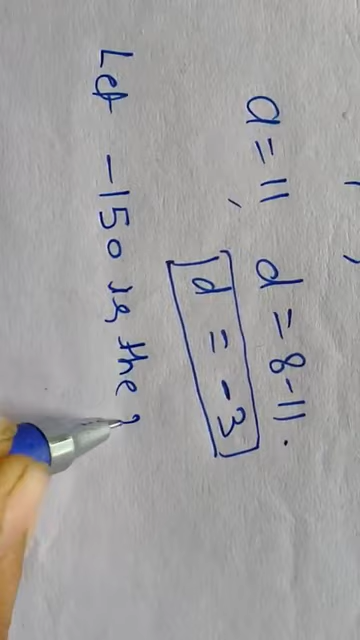 a = 11, d = 8-11.
d = -3
Let -150 is the